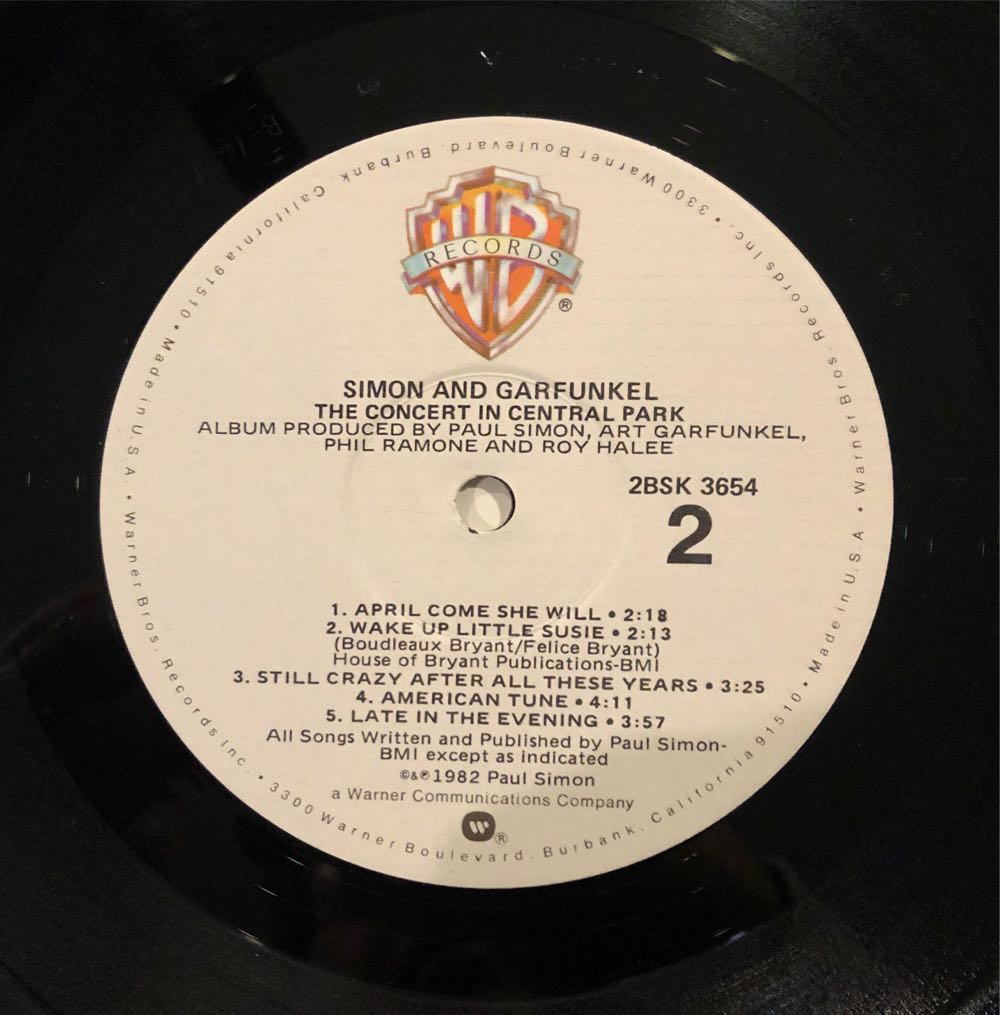 WB
RECORDS
®
SIMON AND GARFUNKEL
THE CONCERT IN CENTRAL PARK
ALBUM PRODUCED BY PAUL SIMON, ART GARFUNKEL,
PHIL RAMONE AND ROY HALEE
2BSK 3654
2
1. APRIL COME SHE WILL • 2:18
2. WAKE UP LITTLE SUSIE • 2:13
(Boudleaux Bryant/Felice Bryant)
House of Bryant Publications-BMI
3. STILL CRAZY AFTER ALL THESE YEARS • 3:25
4. AMERICAN TUNE • 4:11
5. LATE IN THE EVENING • 3:57
All Songs Written and Published by Paul Simon-
BMI except as indicated
©&℗1982 Paul Simon
a Warner Communications Company
W®
Made in U.S.A. • Warner Bros. Records Inc. • 3300 Warner Boulevard. Burbank. California 91510 • Made in U.S.A. • Warner Bros. Records Inc. • 3300 Warner Boulevard. Burbank. California 91510 •